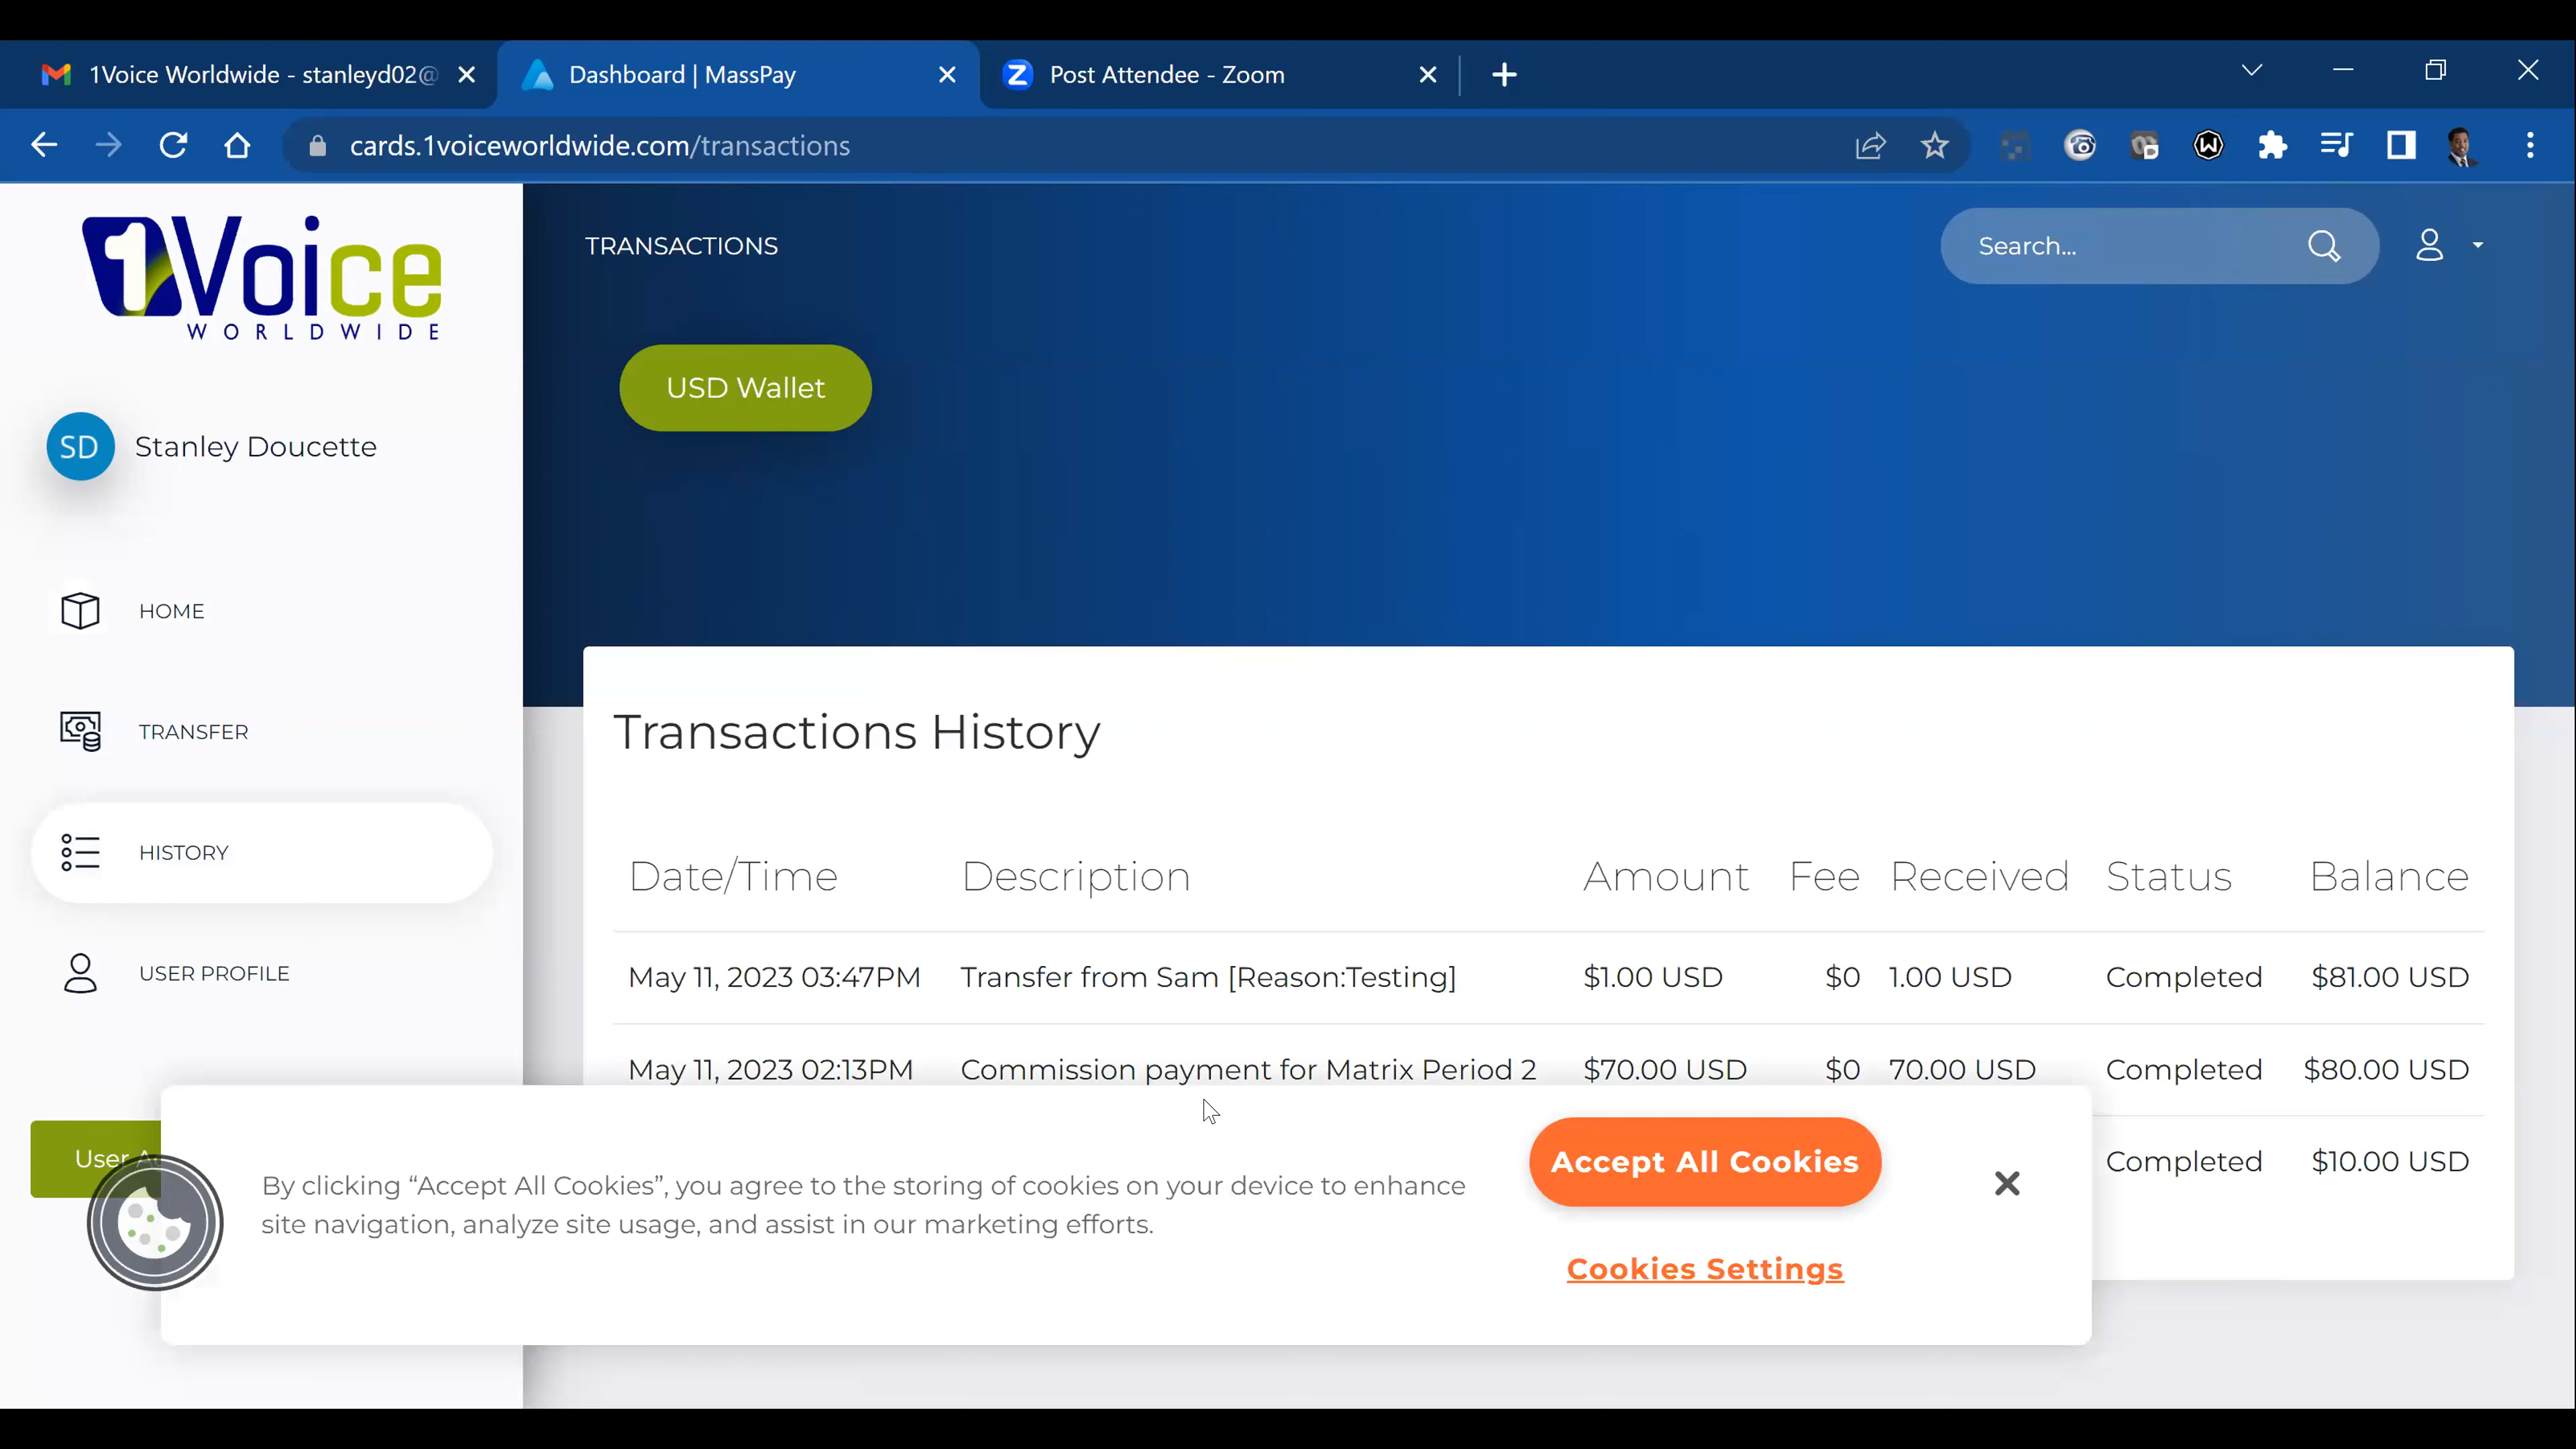 1Voice Worldwide - stanleyd02@
Dashboard | MassPay
Post Attendee - Zoom
cards.1voiceworldwide.com/transactions
1Voice
WORLDWIDE
TRANSACTIONS
Search...
USD Wallet
SD Stanley Doucette
HOME
TRANSFER
HISTORY
USER PROFILE
User
Transactions History
Date/Time Description Amount Fee Received Status Balance
May 11, 2023 03:47PM Transfer from Sam [Reason:Testing] $1.00 USD $0 1.00 USD Completed $81.00 USD
May 11, 2023 02:13PM Commission payment for Matrix Period 2 $70.00 USD $0 70.00 USD Completed $80.00 USD
Completed $10.00 USD
By clicking “Accept All Cookies”, you agree to the storing of cookies on your device to enhance
site navigation, analyze site usage, and assist in our marketing efforts.
Accept All Cookies
Cookies Settings